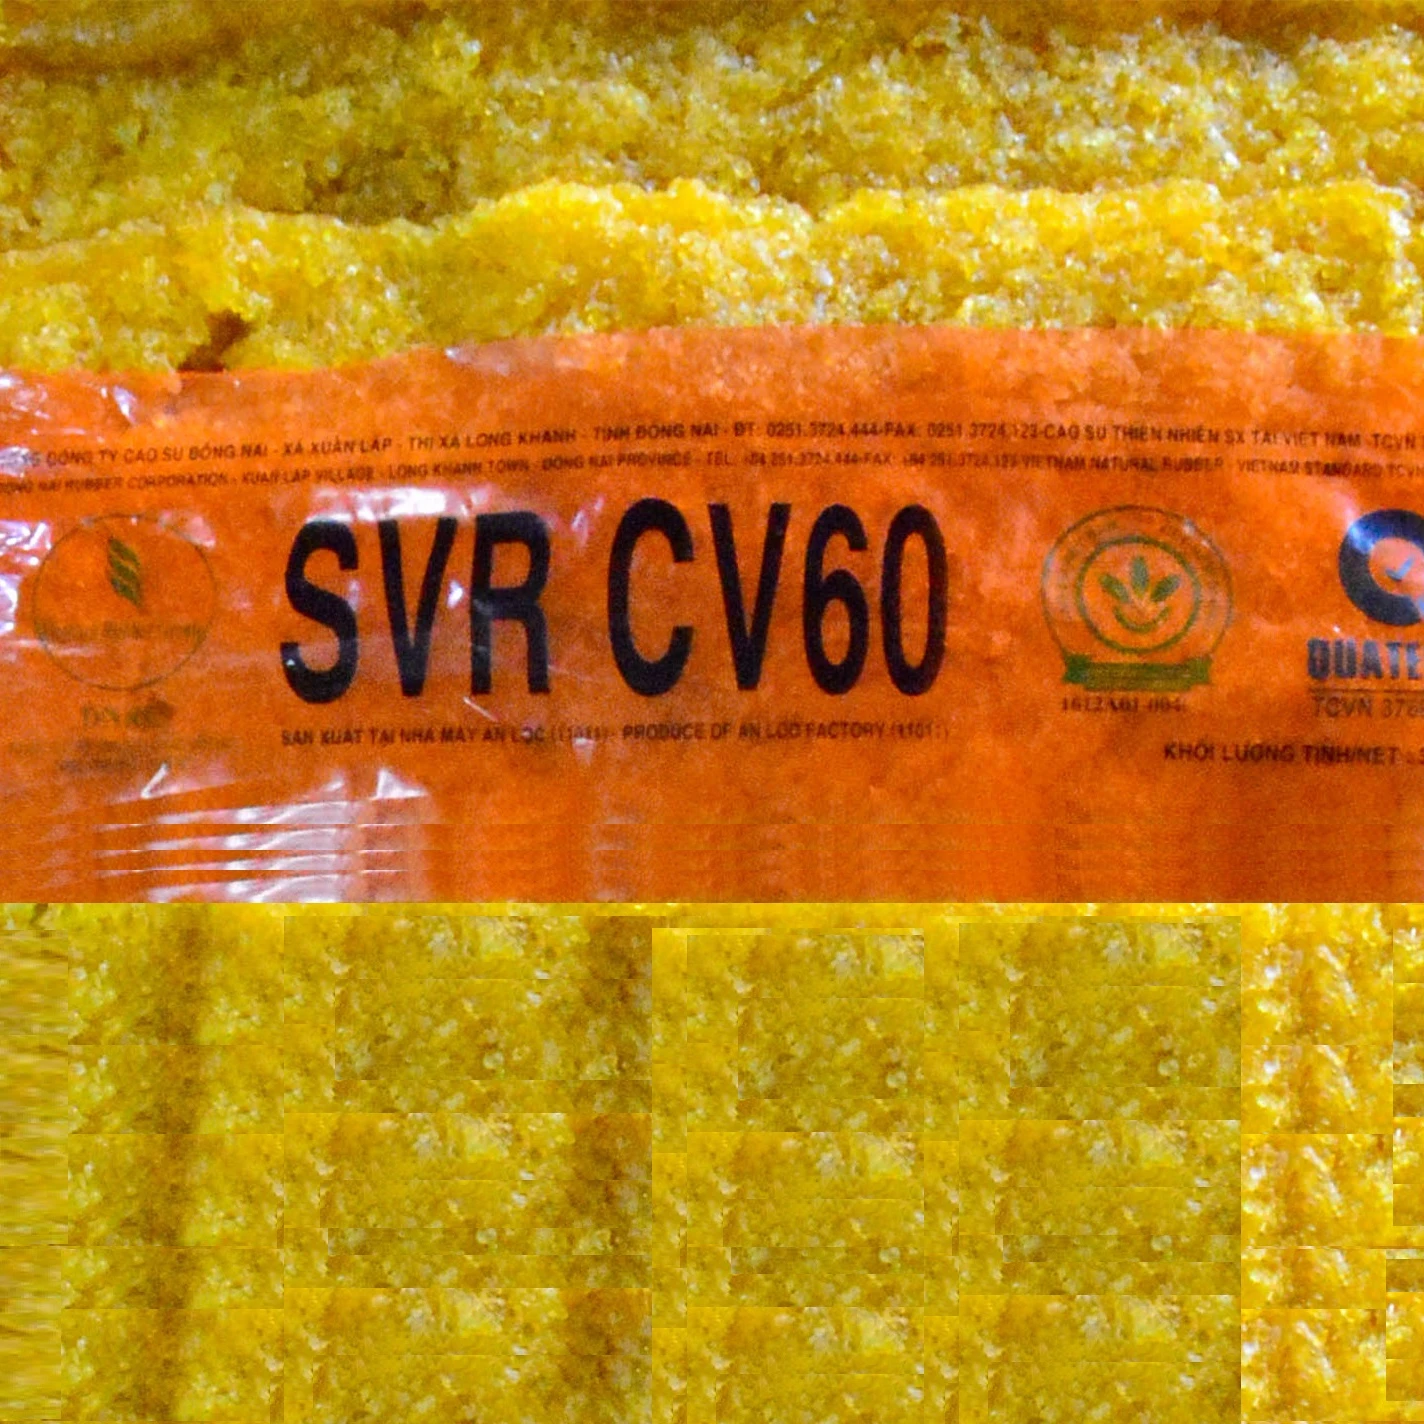 CÔNG TY CAO SU ĐỒNG NAI - XÃ XUÂN LẬP - THỊ XÃ LONG KHÁNH - TỈNH ĐỒNG NAI - ĐT: 0251.3724.444-FAX: 0251.3724.123-CAO SU THIÊN NHIÊN SX TẠI VIỆT NAM -TCVN
NAI RUBBER CORPORATION - XUAN LAP VILLAGE - LONG KHANH TOWN - DONG NAI PROVINCE - TEL: +84 251.3724.444-FAX: +84 251.3724.123 VIETNAM NATURAL RUBBER - VIETNAM STANDARD
SVR CV60
QUATE
TCVN 376
SẢN XUẤT TẠI NHÀ MÁY AN LỘC - PRODUCE OF AN LOC FACTORY
KHỐI LƯỢNG TỊNH/NET :